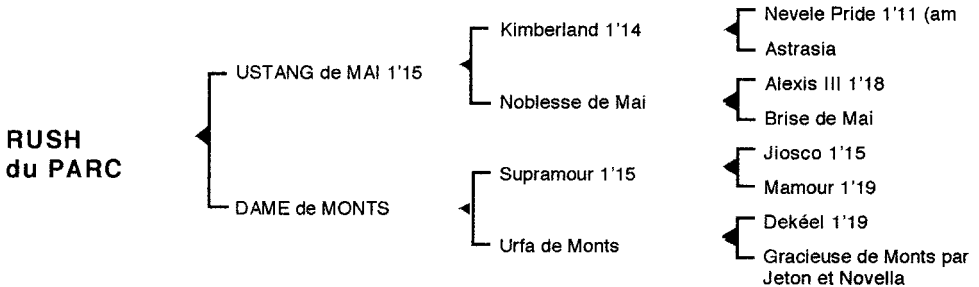 Nevele Pride 1'11 (am
Kimberland 1'14
Astrasia
USTANG de MAI 1'15
Alexis III 1'18
Noblesse de Mai
Brise de Mai
RUSH
du PARC
Jiosco 1'15
Supramour 1'15
Mamour 1'19
DAME de MONTS
Dekéel 1'19
Urfa de Monts
Gracieuse de Monts par
Jeton et Novella